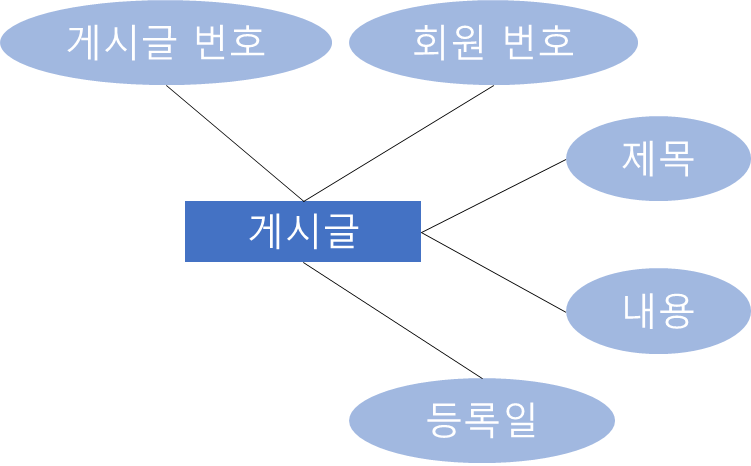 게시글 번호
회원 번호
제목
게시글
내용
등록일